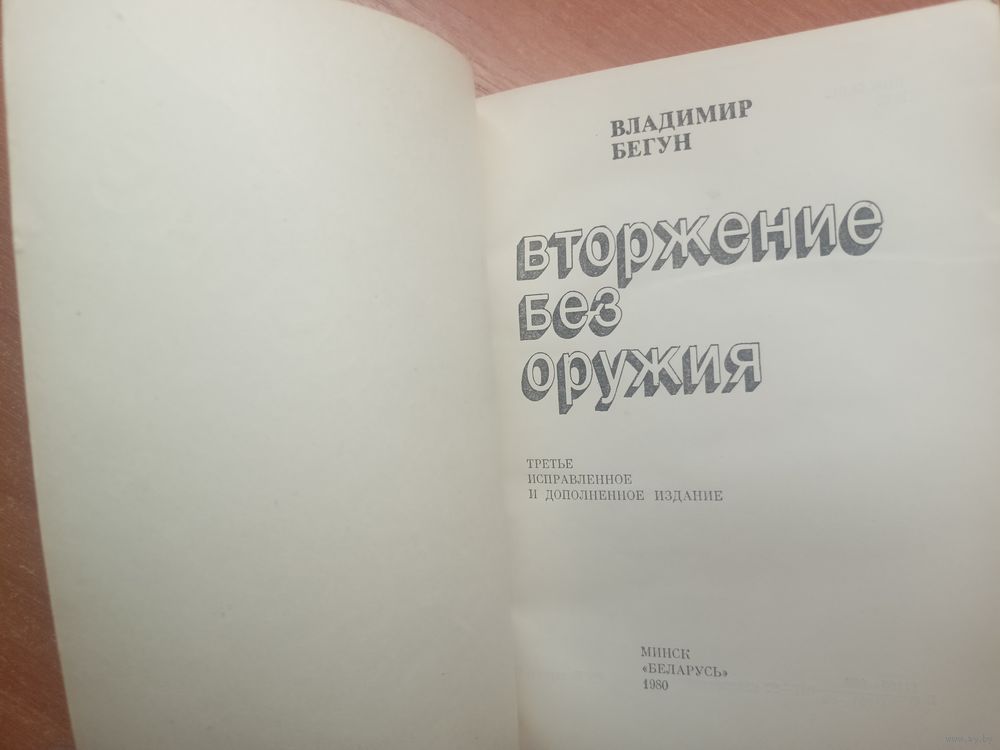 ВЛАДИМИР
БЕГУН
вторжение
без
оружия
ТРЕТЬЕ
ИСПРАВЛЕННОЕ
И ДОПОЛНЕННОЕ ИЗДАНИЕ
МИНСК
«БЕЛАРУСЬ»
1980